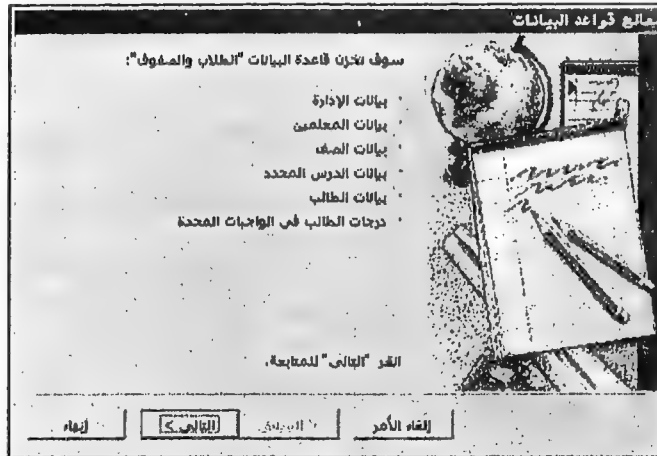 معالج قواعد البيانات
سوف تخزن قاعدة البيانات "الطلاب والصفوف":
بيانات الإدارة
بيانات المعلمين
بيانات الصف
بيانات الدرس المحدد
بيانات الطالب
درجات الطالب في الواجبات المحددة
انقر "التالي" للمتابعة.
إلغاء الأمر
< السابق
التالي >
إنهاء